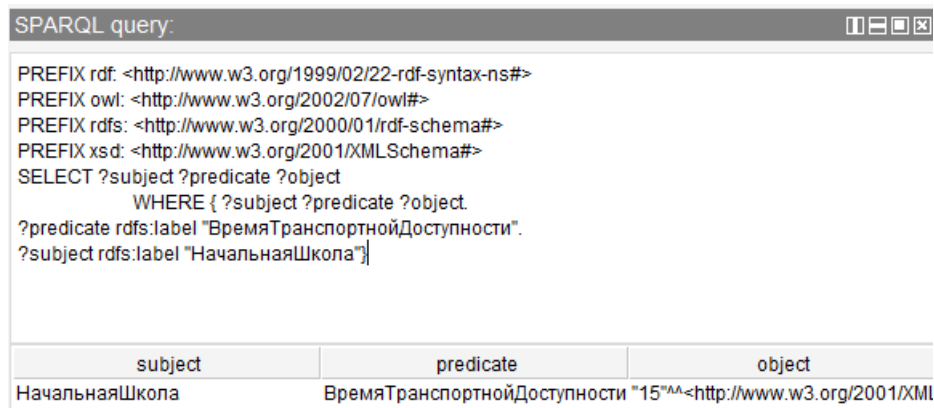 SPARQL query:
PREFIX rdf: <http://www.w3.org/1999/02/22-rdf-syntax-ns#>
PREFIX owl: <http://www.w3.org/2002/07/owl#>
PREFIX rdfs: <http://www.w3.org/2000/01/rdf-schema#>
PREFIX xsd: <http://www.w3.org/2001/XMLSchema#>
SELECT ?subject ?predicate ?object
WHERE { ?subject ?predicate ?object.
?predicate rdfs:label "ВремяТранспортнойДоступности".
?subject rdfs:label "НачальнаяШкола"}
subject predicate object
НачальнаяШкола ВремяТранспортнойДоступности "15"^^<http://www.w3.org/2001/XML